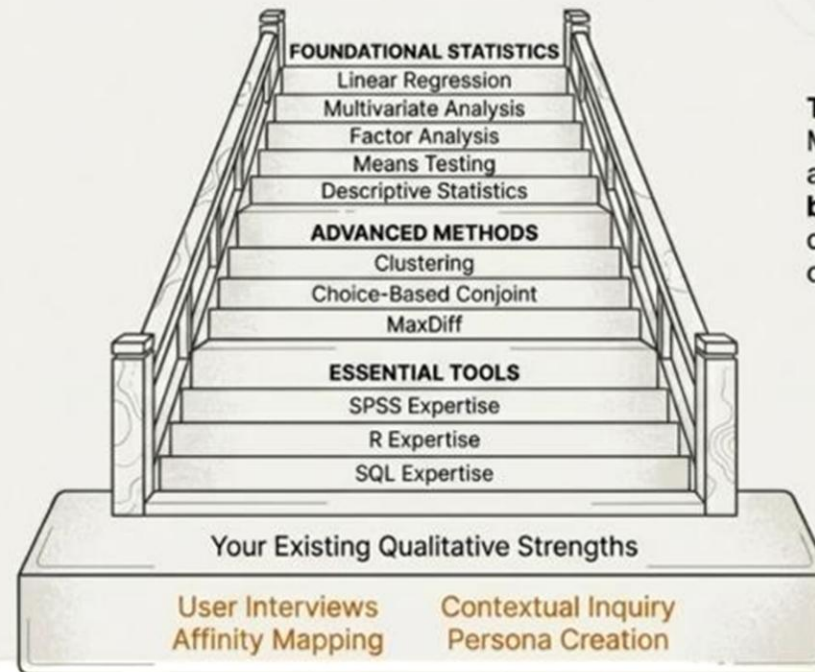 FOUNDATIONAL STATISTICS
Linear Regression
Multivariate Analysis
Factor Analysis
Means Testing
Descriptive Statistics
ADVANCED METHODS
Clustering
Choice-Based Conjoint
MaxDiff
ESSENTIAL TOOLS
SPSS Expertise
R Expertise
SQL Expertise
Your Existing Qualitative Strengths
User Interviews Contextual Inquiry
Affinity Mapping Persona Creation